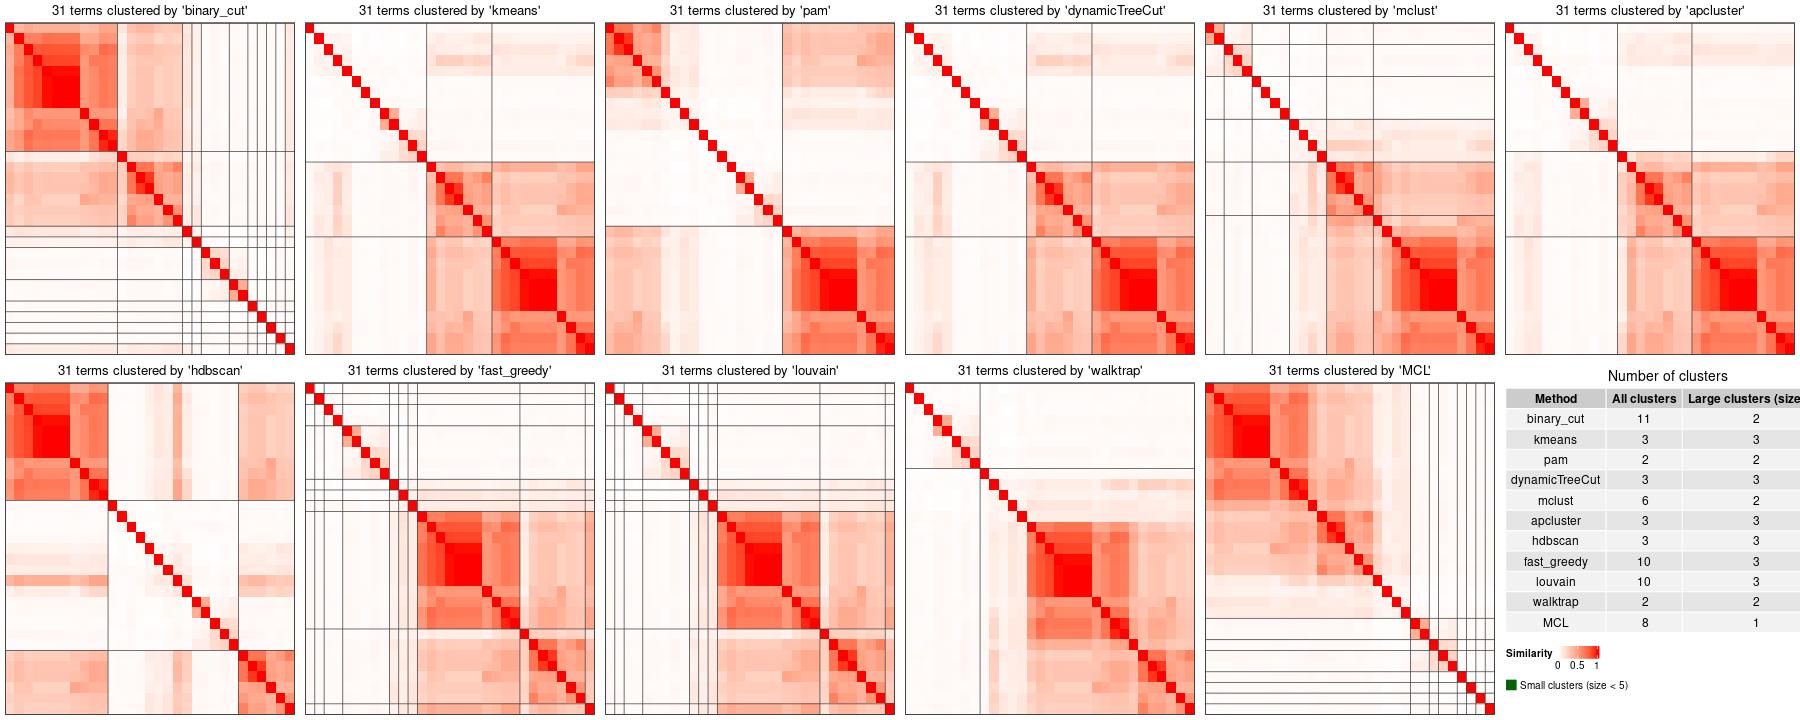 31 terms clustered by 'binary_cut'
31 terms clustered by 'kmeans'
31 terms clustered by 'pam'
31 terms clustered by 'dynamicTreeCut'
31 terms clustered by 'mclust'
31 terms clustered by 'apcluster'
31 terms clustered by 'hdbscan'
31 terms clustered by 'fast_greedy'
31 terms clustered by 'louvain'
31 terms clustered by 'walktrap'
31 terms clustered by 'MCL'
Number of clusters
Method All clusters Large clusters (size
binary_cut 11 2
kmeans 3 3
pam 2 2
dynamicTreeCut 3 3
mclust 6 2
apcluster 3 3
hdbscan 3 3
fast_greedy 10 3
louvain 10 3
walktrap 2 2
MCL 8 1
Similarity
0 0.5 1
Small clusters (size < 5)